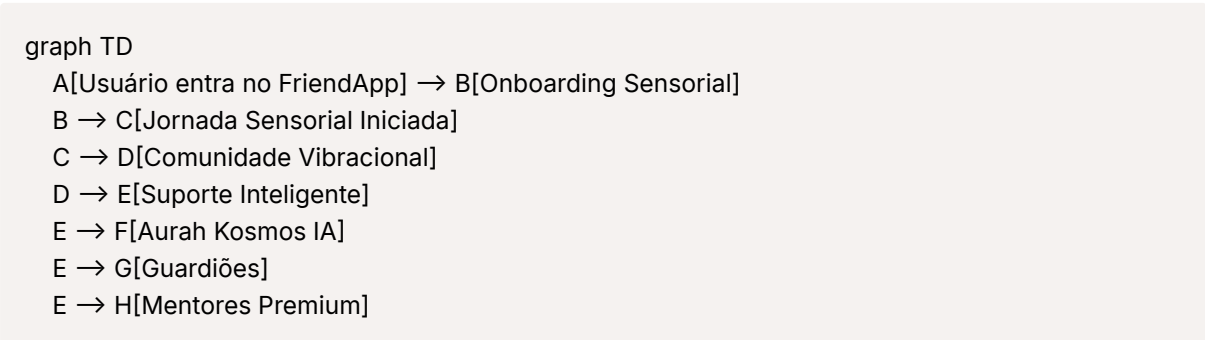 graph TD
A[Usuário entra no FriendApp] --> B[Onboarding Sensorial]
B --> C[Jornada Sensorial Iniciada]
C --> D[Comunidade Vibracional]
D --> E[Suporte Inteligente]
E --> F[Aurah Kosmos IA]
E --> G[Guardiões]
E --> H[Mentores Premium]